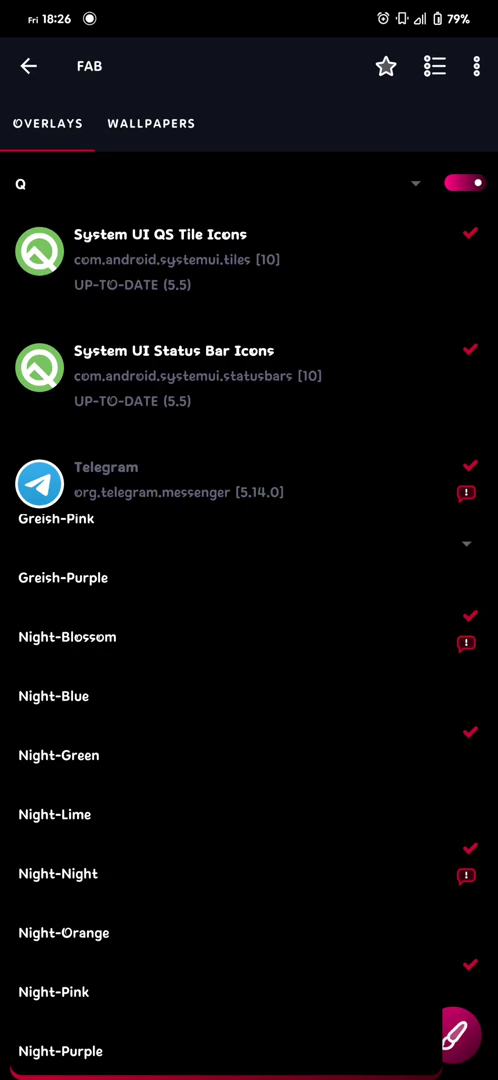 Fri 18:26
79%
FAB
OVERLAYS
WALLPAPERS
Q
System UI QS Tile Icons
com.android.systemui.tiles [10]
UP-TO-DATE (5.5)
System UI Status Bar Icons
com.android.systemui.statusbars [10]
UP-TO-DATE (5.5)
Telegram
org.telegram.messenger [5.14.0]
Greish-Pink
Greish-Purple
Night-Blossom
Night-Blue
Night-Green
Night-Lime
Night-Night
Night-Orange
Night-Pink
Night-Purple